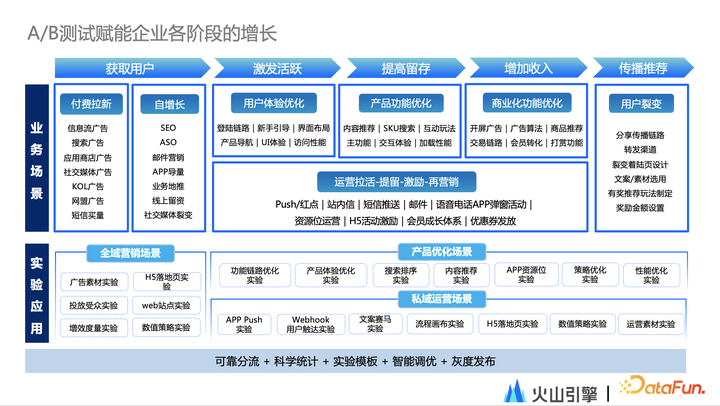 A/B测试赋能企业各阶段的增长
获取用户
激发活跃
提高留存
增加收入
传播推荐
业务场景
付费拉新
信息流广告
搜索广告
应用商店广告
社交媒体广告
KOL广告
网盟广告
短信买量
自增长
SEO
ASO
邮件营销
APP导量
业务地推
线上留资
社交媒体裂变
用户体验优化
登陆链路 | 新手引导 | 界面布局
产品导航 | UI体验 | 访问性能
产品功能优化
内容推荐 | SKU搜索 | 互动玩法
主功能 | 交互体验 | 加载性能
商业化功能优化
开屏广告 | 广告算法 | 商品推荐
交易链路 | 会员转化 | 打赏功能
运营拉活-提留-激励-再营销
Push/红点 | 站内信 | 短信推送 | 邮件 | 语音电话APP弹窗活动 |
资源位运营 | H5活动激励 | 会员成长体系 | 优惠券发放
用户裂变
分享传播链路
转发渠道
裂变着陆页设计
文案/素材选用
有奖推荐玩法制定
奖励金额设置
实验应用
全域营销场景
广告素材实验
H5落地页实
验
投放受众实验
web站点实验
增效度量实验
数值策略实验
产品优化场景
功能链路优化
实验
产品体验优化
实验
搜索排序
实验
内容推荐
实验
APP资源位
实验
策略优化
实验
性能优化
实验
私域运营场景
APP Push
实验
Webhook
用户触达实验
文案赛马
实验
流程画布实验
H5落地页实验
数值策略实验
运营素材实验
可靠分流 + 科学统计 + 实验模板 + 智能调优 + 灰度发布
火山引擎 | DataFun.